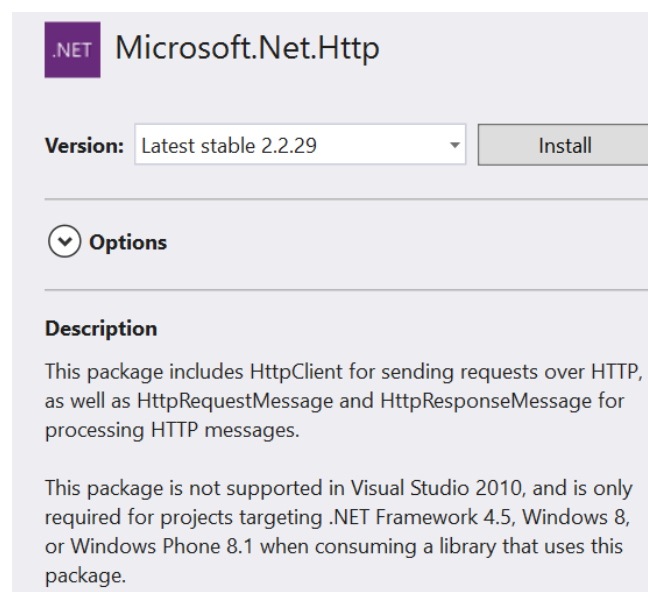 .NET Microsoft.Net.Http
Version: Latest stable 2.2.29 Install
Options
Description
This package includes HttpClient for sending requests over HTTP,
as well as HttpRequestMessage and HttpResponseMessage for
processing HTTP messages.
This package is not supported in Visual Studio 2010, and is only
required for projects targeting .NET Framework 4.5, Windows 8,
or Windows Phone 8.1 when consuming a library that uses this
package.